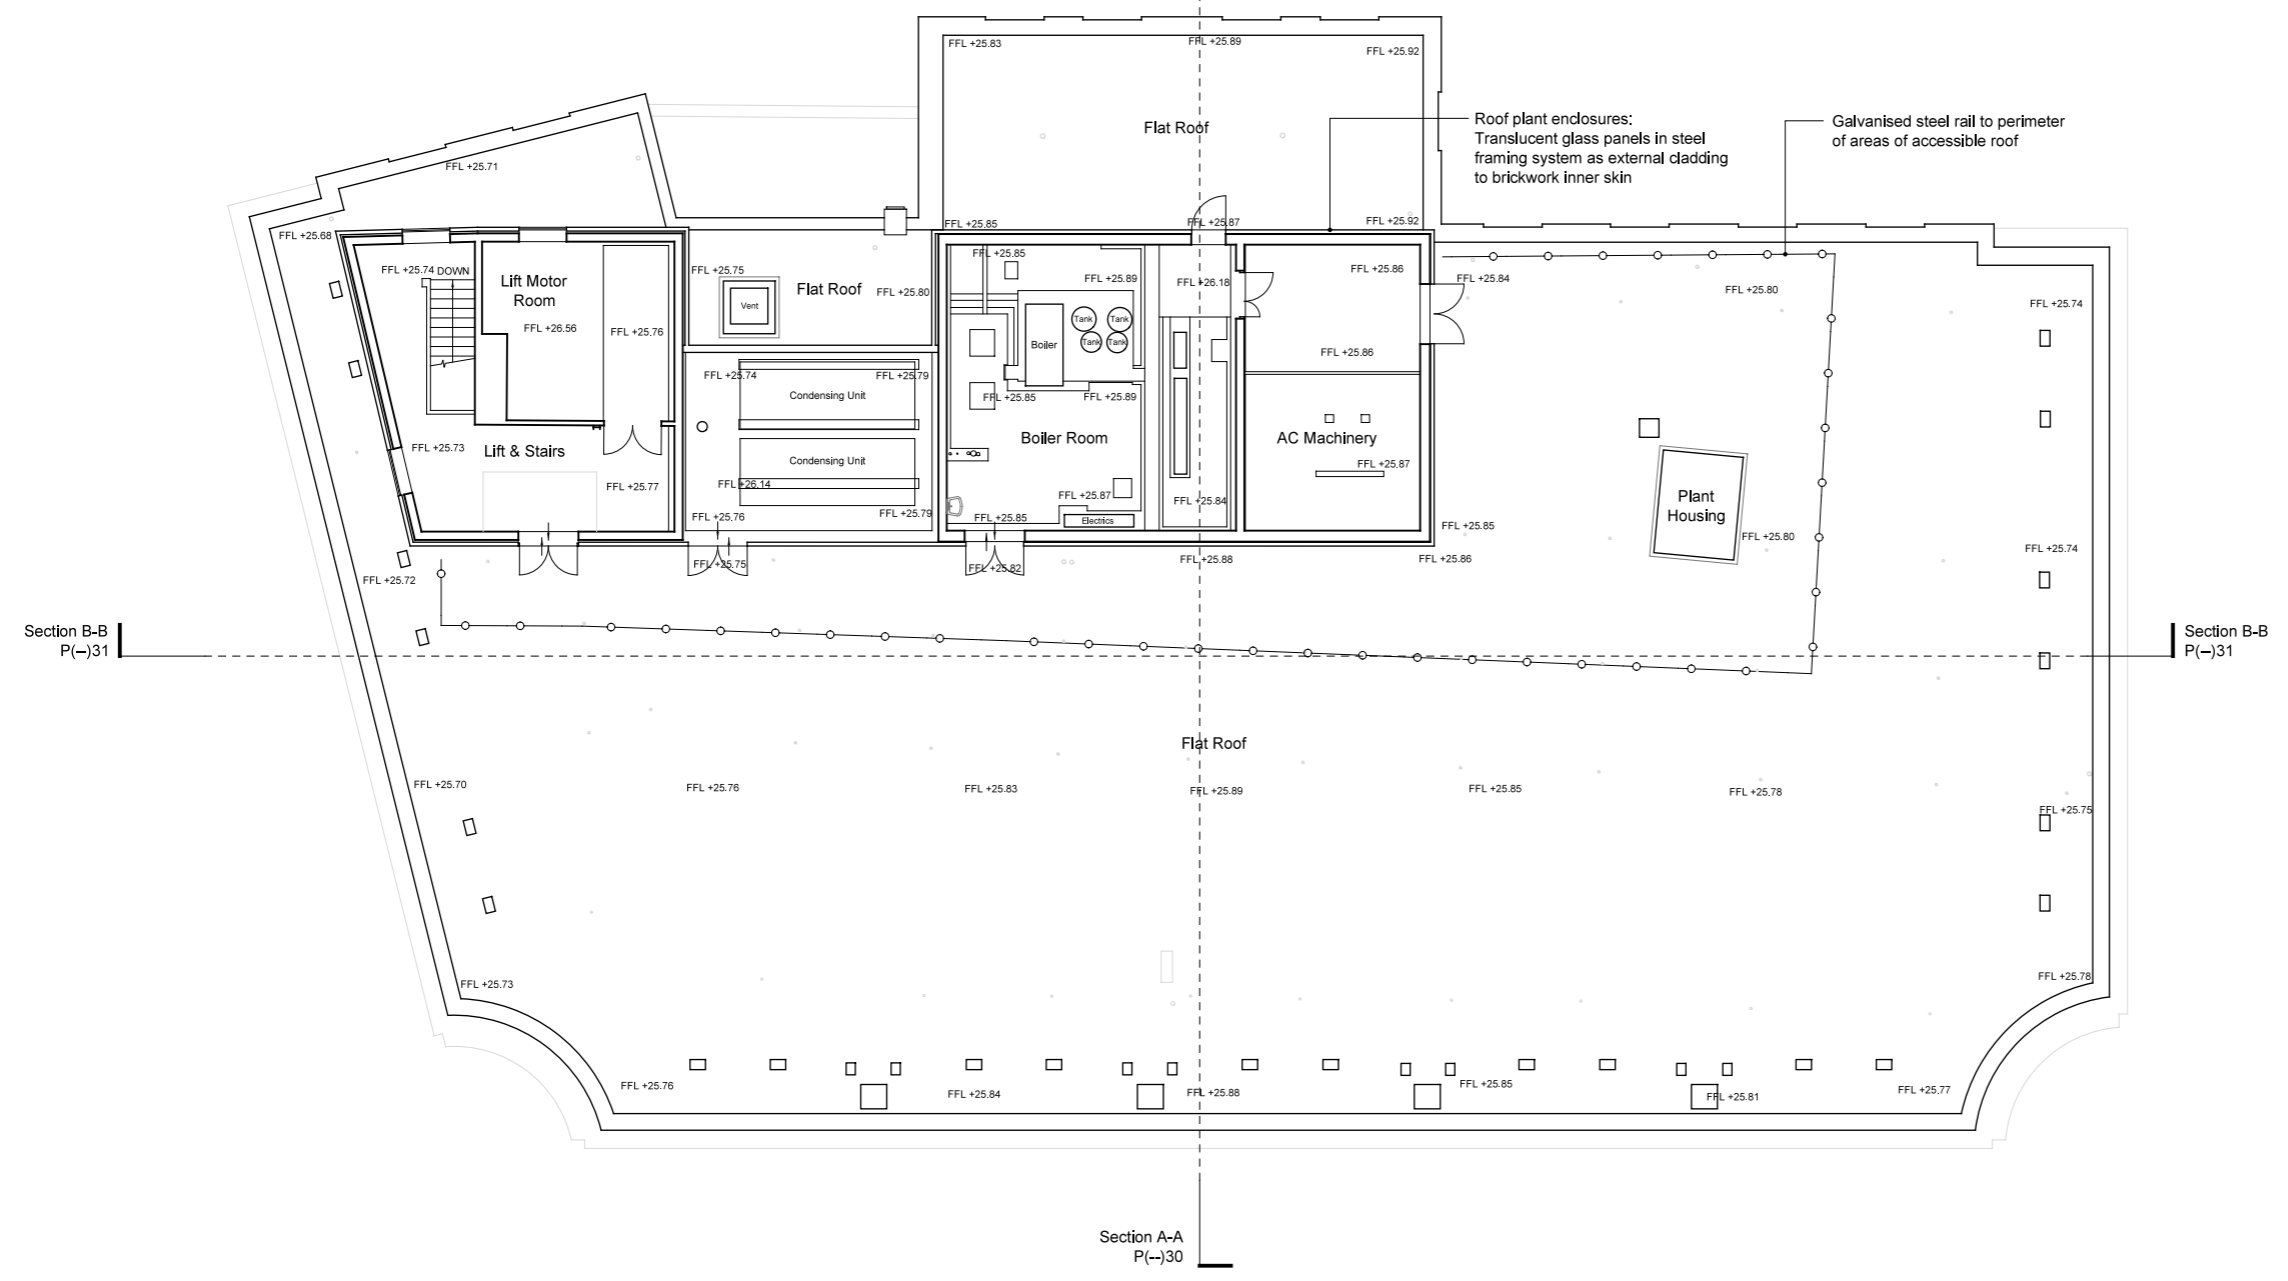 FFL +25.83
FFL +25.89
FFL +25.92
Flat Roof
Roof plant enclosures:
Translucent glass panels in steel
framing system as external cladding
to brickwork inner skin
Galvanised steel rail to perimeter
of areas of accessible roof
FFL +25.71
FFL +25.68
FFL +25.85
FFL +25.87
FFL +25.92
FFL +25.74
DOWN
Lift Motor
Room
FFL +26.56
FFL +25.76
FFL +25.75
Flat Roof
FFL +25.80
Vent
FFL +25.85
FFL +25.89
FFL +26.18
FFL +25.86
FFL +25.84
FFL +25.80
FFL +25.74
Tank
Tank
Tank
Tank
Boiler
FFL +25.86
FFL +25.74
FFL +25.79
Condensing Unit
FFL +25.85
FFL +25.89
FFL +25.73
Lift & Stairs
Boiler Room
AC Machinery
Condensing Unit
FFL +25.87
FFL +25.77
FFL +26.14
FFL +25.87
FFL +25.84
Plant
Housing
FFL +25.76
FFL +25.79
FFL +25.85
Electrics
FFL +25.85
FFL +25.80
FFL +25.74
FFL +25.72
FFL +25.75
FFL +25.82
FFL +25.88
FFL +25.86
Section B-B
P(–)31
Section B-B
P(–)31
Flat Roof
FFL +25.70
FFL +25.76
FFL +25.83
FFL +25.89
FFL +25.85
FFL +25.78
FFL +25.75
FFL +25.73
FFL +25.78
FFL +25.76
FFL +25.84
FFL +25.88
FFL +25.85
FFL +25.81
FFL +25.77
Section A-A
P(--)30